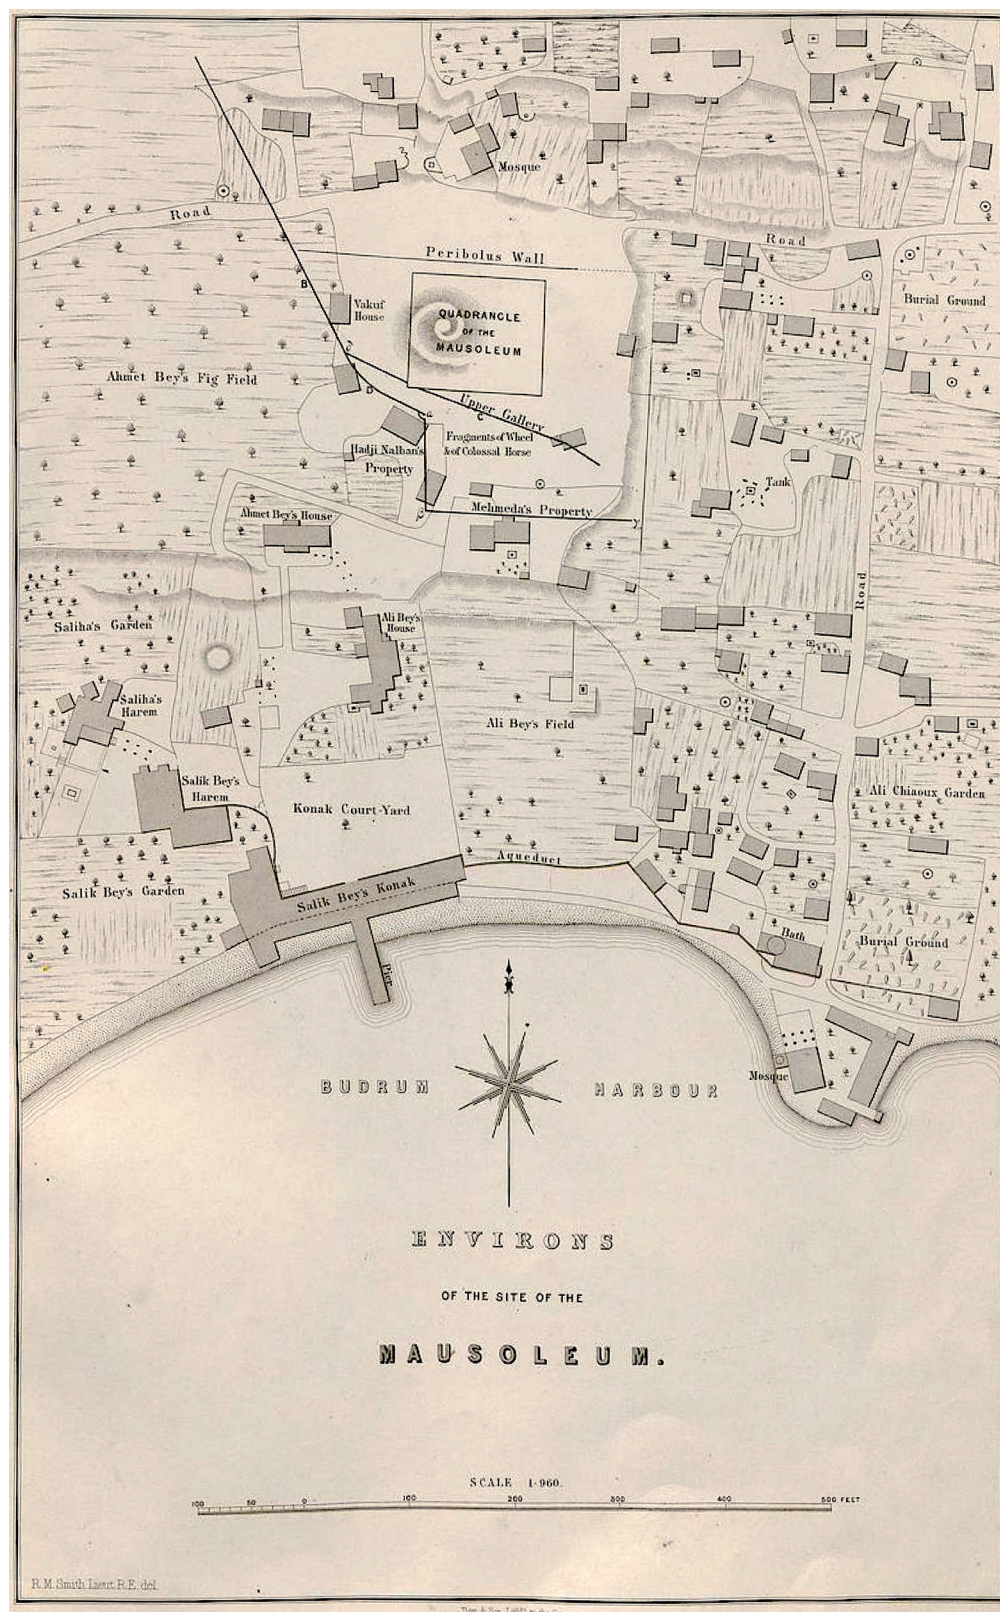 Mosque
Road
Road
Peribolus Wall
B
Vakuf
House
QUADRANGLE
OF THE
MAUSOLEUM
Burial Ground
Ahmet Bey's Fig Field
D
Upper Gallery
C
Fragments of Wheel
& of Colossal Horse
Hadji Nalban's
Property
Tank
Mehmeda's Property
Ahmet Bey's House
Road
Saliha's Garden
Ali Bey's
House
Saliha's
Harem
Ali Bey's Field
Salik Bey's
Harem
Konak Court-Yard
Ali Chiaoux Garden
Aqueduct
Salik Bey's Garden
Salik Bey's Konak
Bath
Burial Ground
Pier
Mosque
BUDRUM HARBOUR
ENVIRONS
OF THE SITE OF THE
MAUSOLEUM.
SCALE 1-960.
100 50 0 100 200 300 400 500 FEET
R. M. Smith Lieut. R.E. del.